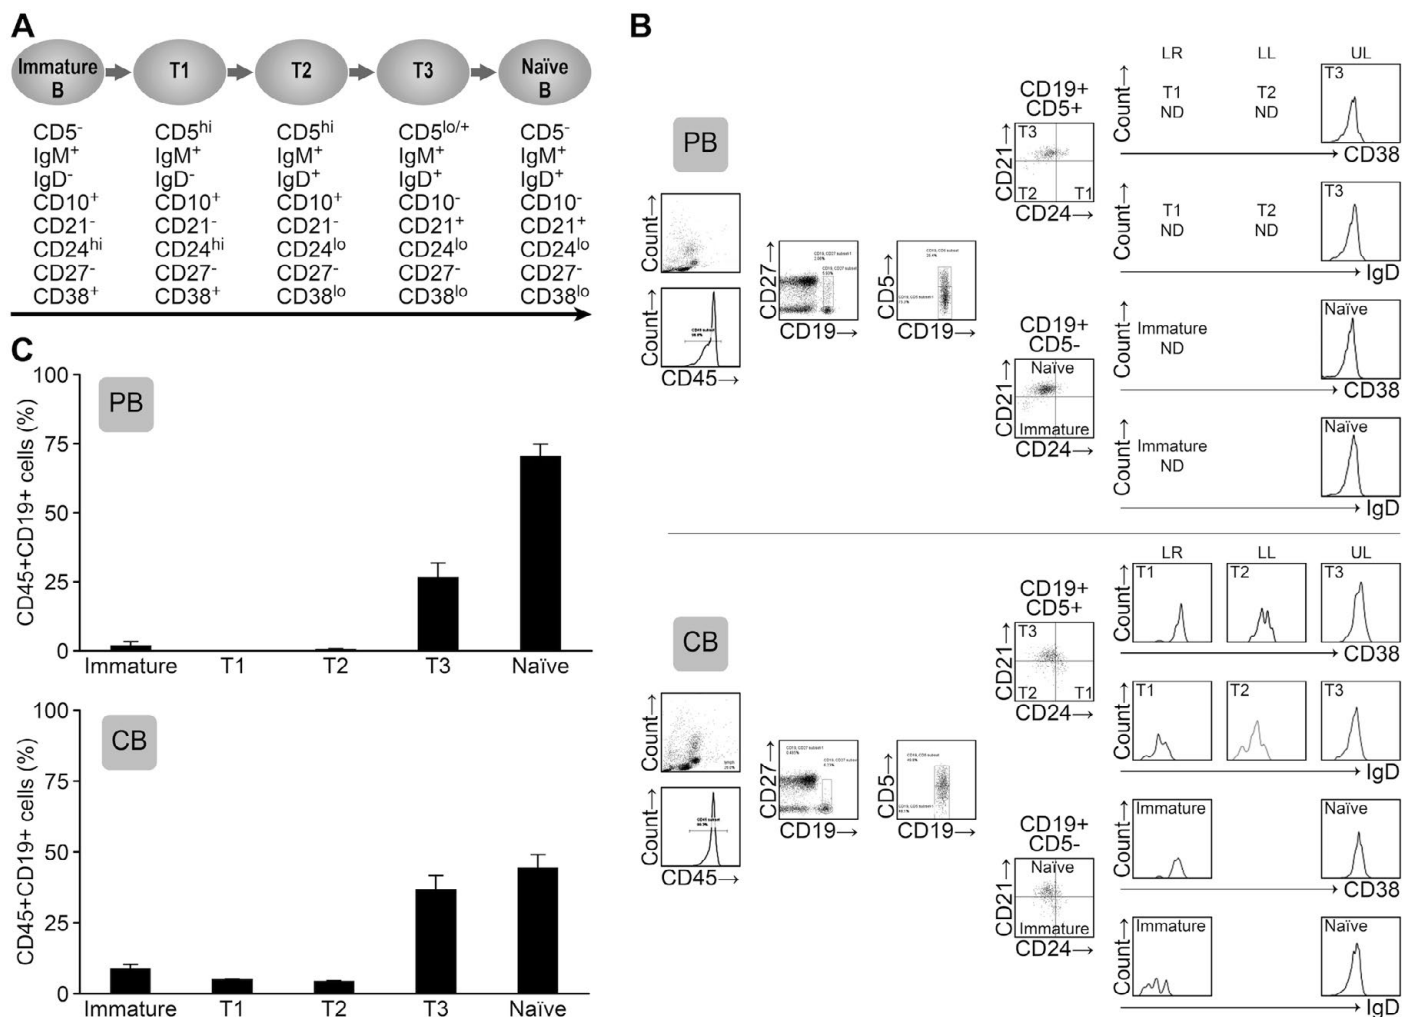 A
Immature B
T1
T2
T3
Naïve B
CD5⁻ CD5ʰⁱ CD5ʰⁱ CD5ˡᵒ/⁺ CD5⁻
IgM⁺ IgM⁺ IgM⁺ IgM⁺ IgM⁺
IgD⁻ IgD⁻ IgD⁺ IgD⁺ IgD⁺
CD10⁺ CD10⁺ CD10⁺ CD10⁻ CD10⁻
CD21⁻ CD21⁻ CD21⁻ CD21⁺ CD21⁺
CD24ʰⁱ CD24ʰⁱ CD24ˡᵒ CD24ˡᵒ CD24ˡᵒ
CD27⁻ CD27⁻ CD27⁻ CD27⁻ CD27⁻
CD38⁺ CD38⁺ CD38ˡᵒ CD38ˡᵒ CD38ˡᵒ
B
PB
Count→
Count→
CD45→
CD27→
CD19→
CD5→
CD19→
CD19+
CD5+
T3
CD21→
T2 T1
CD24→
CD19+
CD5-
Naïve
CD21→
Immature
CD24→
LR LL UL
Count→
T1
ND
T2
ND
T3
CD38
Count→
T1
ND
T2
ND
T3
IgD
Count→
Immature
ND
Naïve
CD38
Count→
Immature
ND
Naïve
IgD
CB
Count→
Count→
CD45→
CD27→
CD19→
CD5→
CD19→
CD19+
CD5+
T3
CD21→
T2 T1
CD24→
CD19+
CD5-
Naïve
CD21→
Immature
CD24→
LR LL UL
Count→
T1 T2 T3
CD38
Count→
T1 T2 T3
IgD
Count→
Immature Naïve
CD38
Count→
Immature Naïve
IgD
C
PB
CD45+CD19+ cells (%)
100
75
50
25
0
Immature T1 T2 T3 Naïve
CB
CD45+CD19+ cells (%)
100
75
50
25
0
Immature T1 T2 T3 Naïve